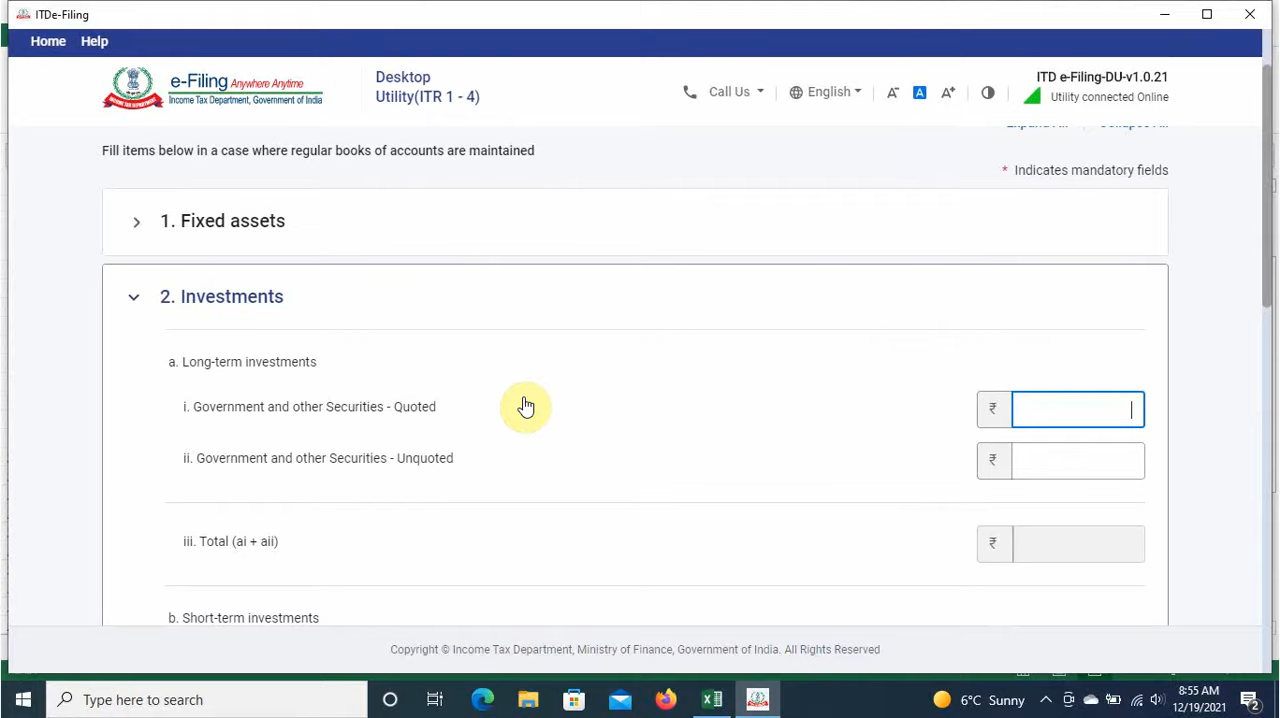 ITDe-Filing
Home Help
e-Filing Anywhere Anytime
Income Tax Department, Government of India
Desktop
Utility(ITR 1 - 4)
Call Us
English
A-
A
A+
ITD e-Filing-DU-v1.0.21
Utility connected Online
Expand All Collapse All
Fill items below in a case where regular books of accounts are maintained
* Indicates mandatory fields
1. Fixed assets
2. Investments
a. Long-term investments
i. Government and other Securities - Quoted
₹
ii. Government and other Securities - Unquoted
₹
iii. Total (ai + aii)
₹
b. Short-term investments
Copyright © Income Tax Department, Ministry of Finance, Government of India. All Rights Reserved
Type here to search
6°C Sunny
8:55 AM
12/19/2021
2